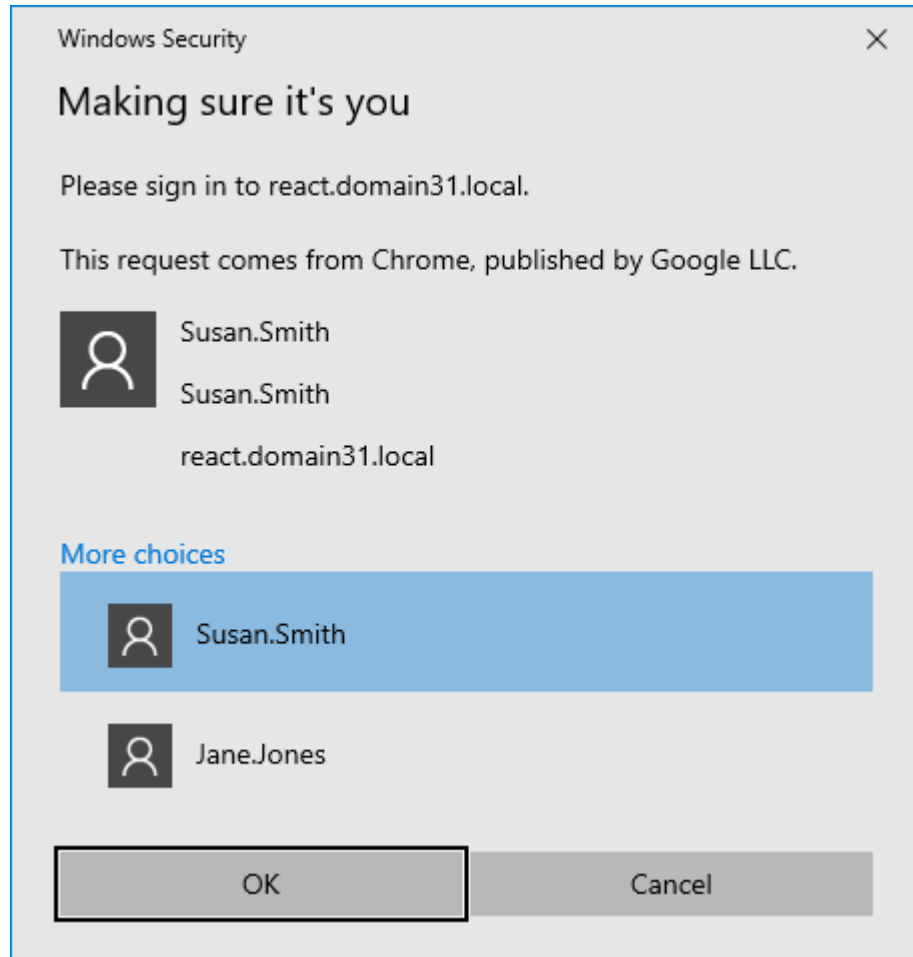 Windows Security
Making sure it's you
Please sign in to react.domain31.local.
This request comes from Chrome, published by Google LLC.
Susan.Smith
Susan.Smith
react.domain31.local
More choices
Susan.Smith
Jane.Jones
OK
Cancel